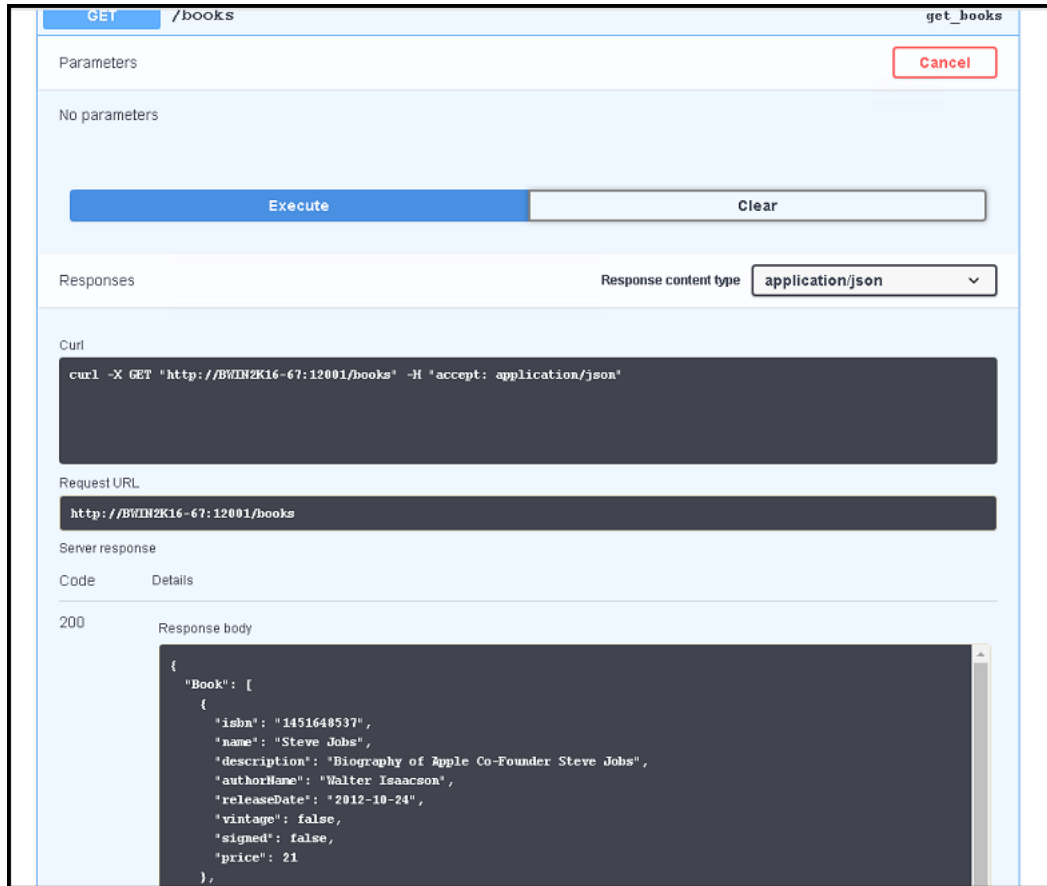 GET /books get_books
Parameters Cancel
No parameters
Execute Clear
Responses Response content type application/json
Curl
curl -X GET "http://BWIN2K16-67:12001/books" -H "accept: application/json"
Request URL
http://BWIN2K16-67:12001/books
Server response
Code Details
200 Response body
{
"Book": [
{
"isbn": "1451648537",
"name": "Steve Jobs",
"description": "Biography of Apple Co-Founder Steve Jobs",
"authorName": "Walter Isaacson",
"releaseDate": "2012-10-24",
"vintage": false,
"signed": false,
"price": 21
},